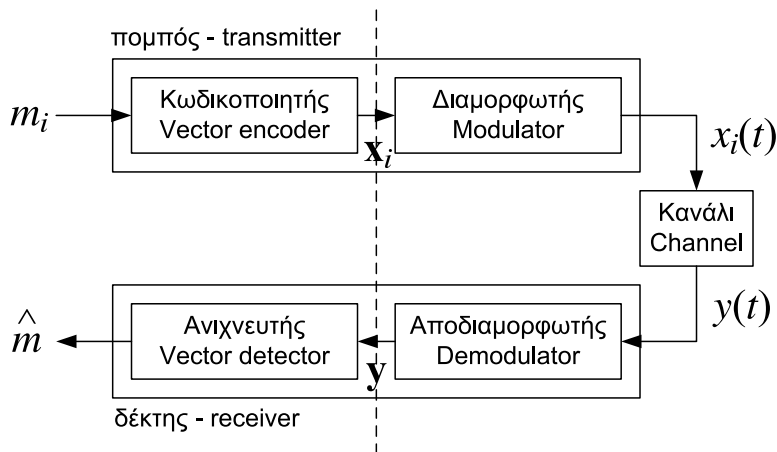 πομπός - transmitter
m_i
Κωδικοποιητής
Vector encoder
x_i
Διαμορφωτής
Modulator
x_i(t)
Κανάλι
Channel
y(t)
Αποδιαμορφωτής
Demodulator
y
Ανιχνευτής
Vector detector
m̂
δέκτης - receiver